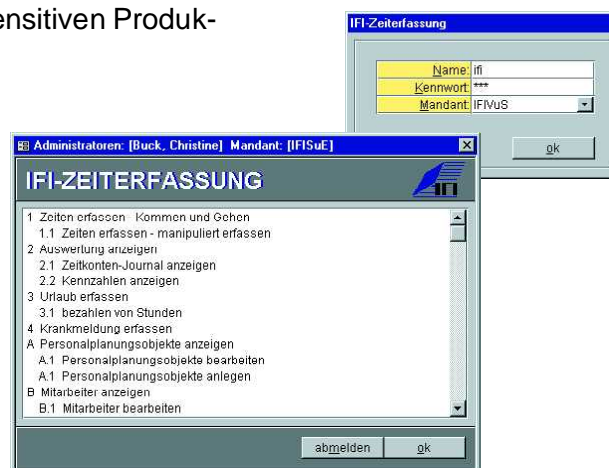 ensitiven Produk-
IFI-Zeiterfassung
Name: ifi
Kennwort: ***
Mandant: IFIVuS
ok
Administratoren: [Buck, Christine] Mandant: [IFISuE]
IFI-ZEITERFASSUNG
1 Zeiten erfassen - Kommen und Gehen
1.1 Zeiten erfassen - manipuliert erfassen
2 Auswertung anzeigen
2.1 Zeitkonten-Journal anzeigen
2.2 Kennzahlen anzeigen
3 Urlaub erfassen
3.1 bezahlen von Stunden
4 Krankmeldung erfassen
A Personalplanungsobjekte anzeigen
A.1 Personalplanungsobjekte bearbeiten
A.1 Personalplanungsobjekte anlegen
B Mitarbeiter anzeigen
B.1 Mitarbeiter bearbeiten
abmelden ok